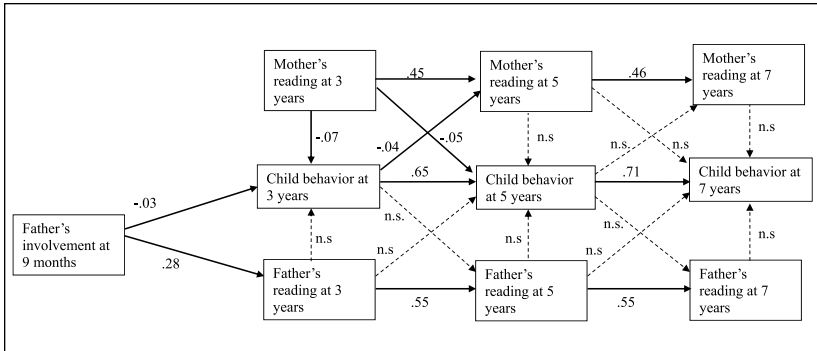 Mother's
reading at 3
years
.45
Mother's
reading at 5
years
.46
Mother's
reading at 7
years
-.07
-.04
-.05
n.s
n.s.
n.s
n.s
Child behavior at
3 years
.65
Child behavior
at 5 years
.71
Child behavior at
7 years
-.03
Father's
involvement at
9 months
.28
n.s
n.s.
n.s
n.s
n.s
n.s.
n.s
Father's
reading at 3
years
.55
Father's
reading at 5
years
.55
Father's
reading at 7
years